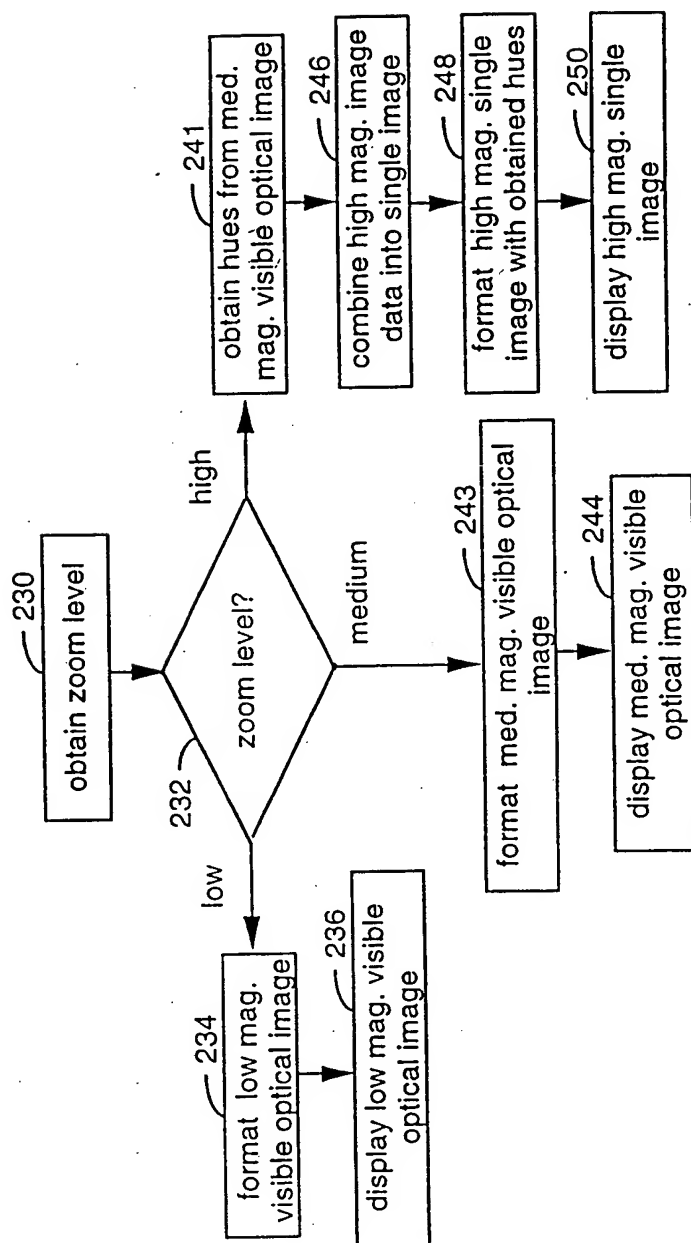 230
obtain zoom level
232
zoom level?
low
medium
high
234
format low mag.
visible optical image
236
display low mag. visible
optical image
243
format med. mag. visible optical
image
244
display med. mag. visible
optical image
241
obtain hues from med.
mag. visible optical image
246
combine high mag. image
data into single image
248
format high mag. single
image with obtained hues
250
display high mag. single
image